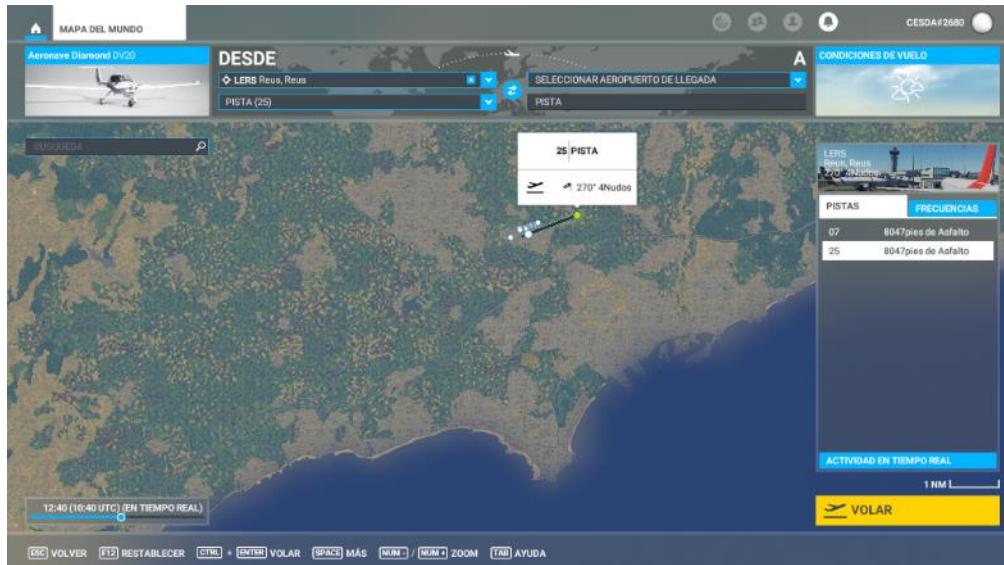 MAPA DEL MUNDO
CESDA#2680
Aeronave Diamond DV20
DESDE
A
CONDICIONES DE VUELO
LERS Reus, Reus
SELECCIONAR AEROPUERTO DE LLEGADA
PISTA (25)
PISTA
BÚSQUEDA
25 PISTA
270° 4Nudos
LERS
Reus, Reus
270° 4Nudos
PISTAS
FRECUENCIAS
07 8047pies de Asfalto
25 8047pies de Asfalto
ACTIVIDAD EN TIEMPO REAL
1 NM
12:40 (10:40 UTC) (EN TIEMPO REAL)
VOLAR
ESC VOLVER F12 RESTABLECER CTRL + ENTER VOLAR SPACE MÁS NUM - / NUM + ZOOM TAB AYUDA